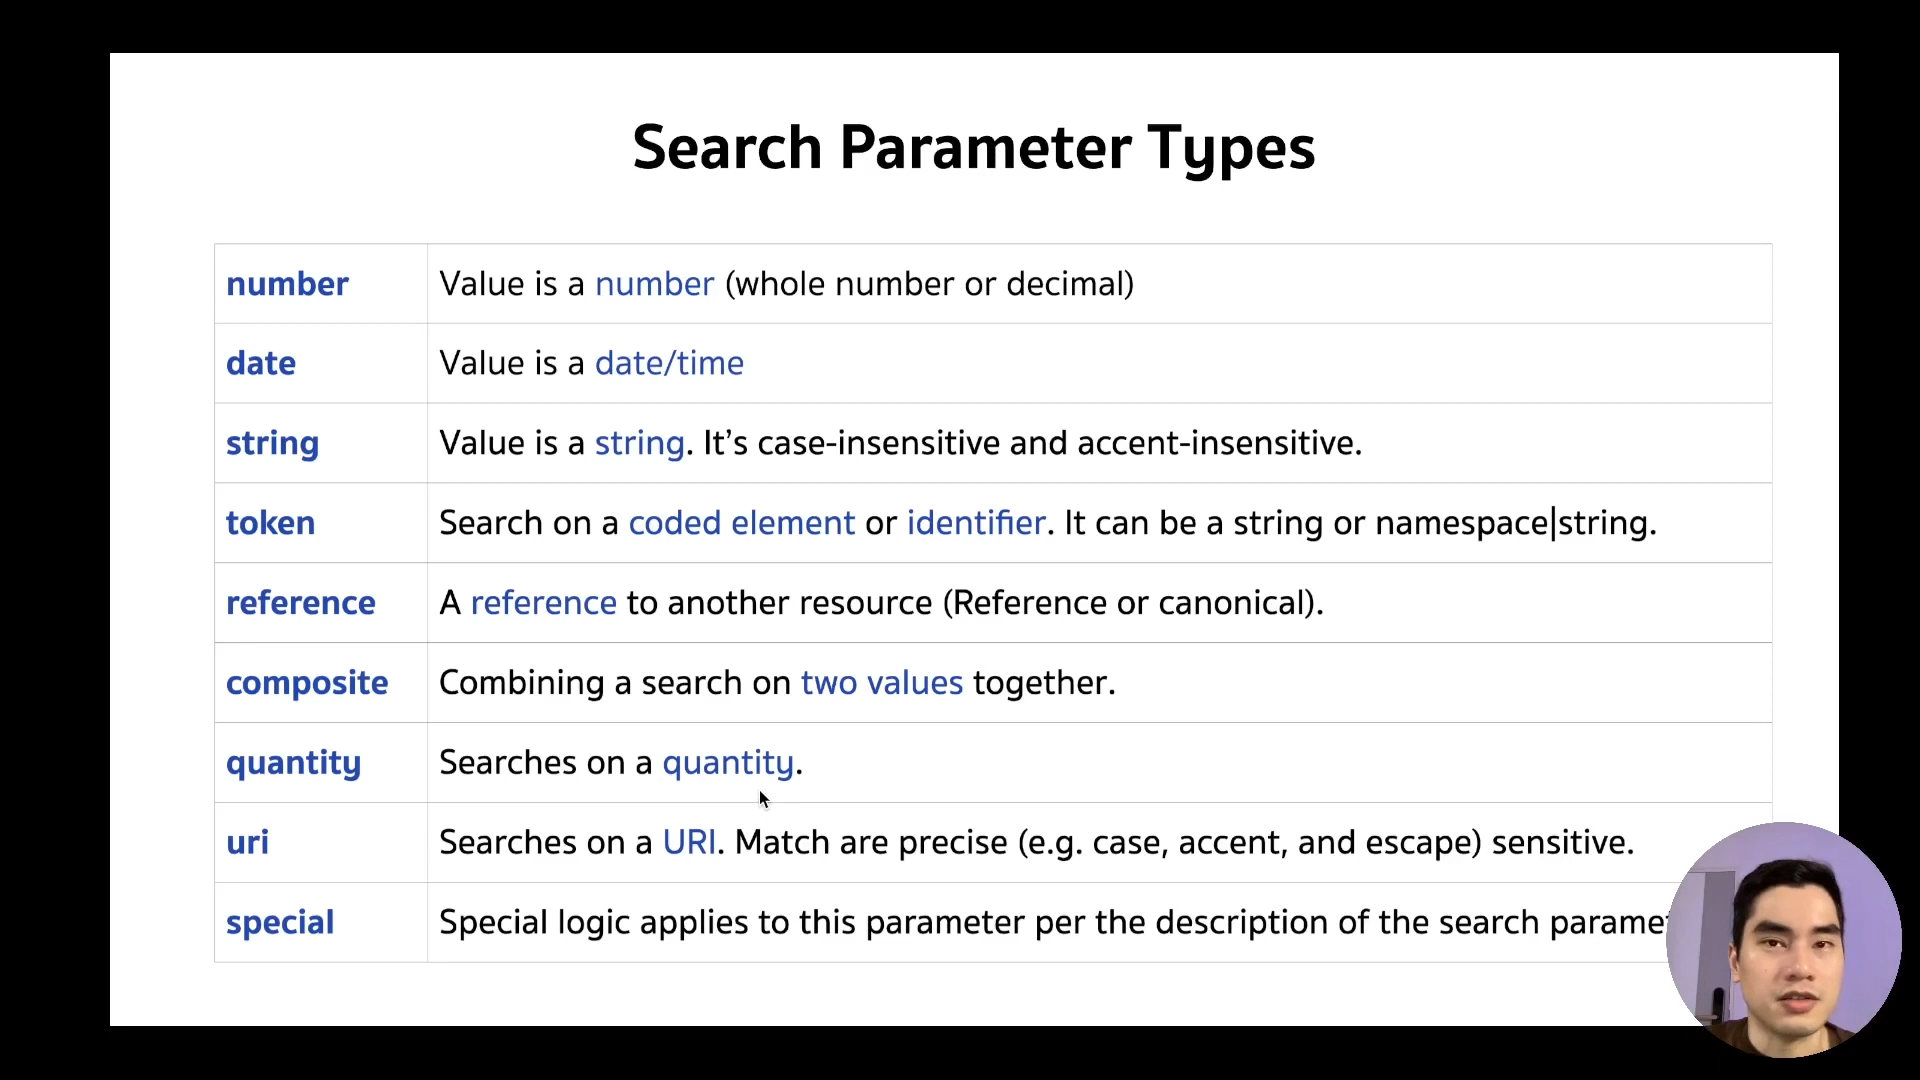 Search Parameter Types
number Value is a number (whole number or decimal)
date Value is a date/time
string Value is a string. It’s case-insensitive and accent-insensitive.
token Search on a coded element or identifier. It can be a string or namespace|string.
reference A reference to another resource (Reference or canonical).
composite Combining a search on two values together.
quantity Searches on a quantity.
uri Searches on a URI. Match are precise (e.g. case, accent, and escape) sensitive.
special Special logic applies to this parameter per the description of the search